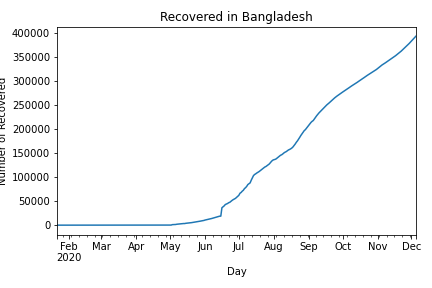 Recovered in Bangladesh
Number of Recovered
400000
350000
300000
250000
200000
150000
100000
50000
0
Feb Mar Apr May Jun Jul Aug Sep Oct Nov Dec
2020
Day